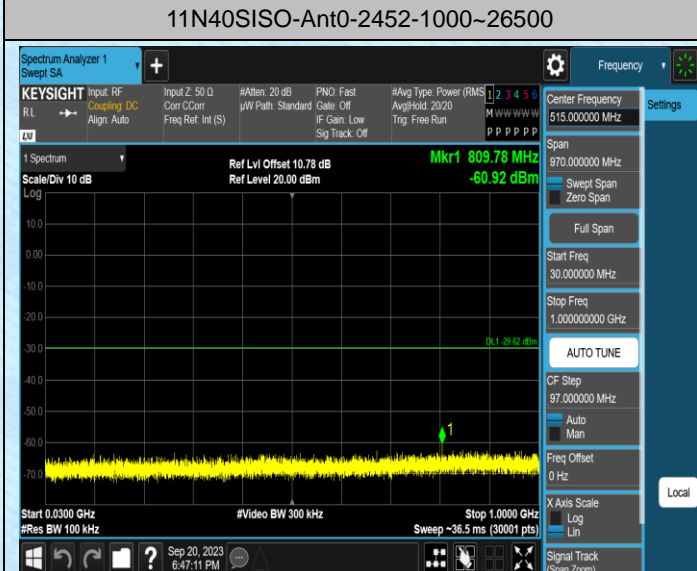 11N40SISO-Ant0-2452-1000~26500
Spectrum Analyzer 1
Swept SA
Frequency
KEYSIGHT
RL
LXI
Input: RF
Coupling: DC
Align: Auto
Input Z: 50 Ω
Corr CCorr
Freq Ref: Int (S)
#Atten: 20 dB
µW Path: Standard
PNO: Fast
Gate: Off
IF Gain: Low
Sig Track: Off
#Avg Type: Power (RMS
Avg|Hold: 20/20
Trig: Free Run
1 2 3 4 5 6
M W W W W W
P P P P P P
1 Spectrum
Scale/Div 10 dB
Log
Ref Lvl Offset 10.78 dB
Ref Level 20.00 dBm
Mkr1 809.78 MHz
-60.92 dBm
10.0
0.00
-10.0
-20.0
-30.0
-40.0
-50.0
-60.0
-70.0
DL1 -29.62 dBm
1
Start 0.0300 GHz
#Res BW 100 kHz
#Video BW 300 kHz
Stop 1.0000 GHz
Sweep ~36.5 ms (30001 pts)
Sep 20, 2023
6:47:11 PM
Center Frequency
515.000000 MHz
Span
970.000000 MHz
Swept Span
Zero Span
Full Span
Start Freq
30.000000 MHz
Stop Freq
1.000000000 GHz
AUTO TUNE
CF Step
97.000000 MHz
Auto
Man
Freq Offset
0 Hz
X Axis Scale
Log
Lin
Signal Track
(Span Zoom)
Settings
Local